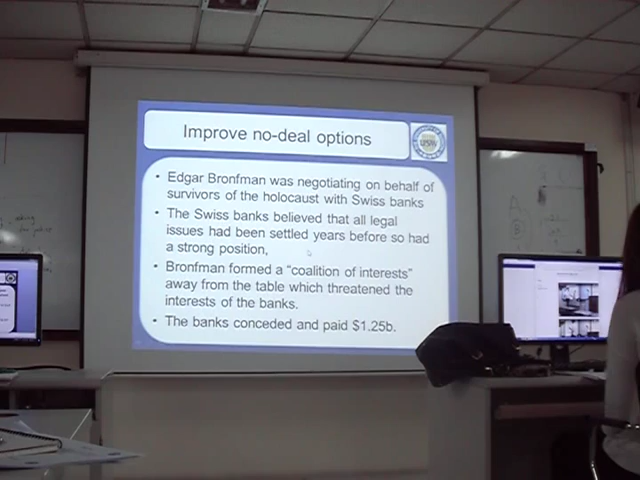 Improve no-deal options
• Edgar Bronfman was negotiating on behalf of
survivors of the holocaust with Swiss banks
• The Swiss banks believed that all legal
issues had been settled years before so had
a strong position,
• Bronfman formed a “coalition of interests”
away from the table which threatened the
interests of the banks.
• The banks conceded and paid $1.25b.